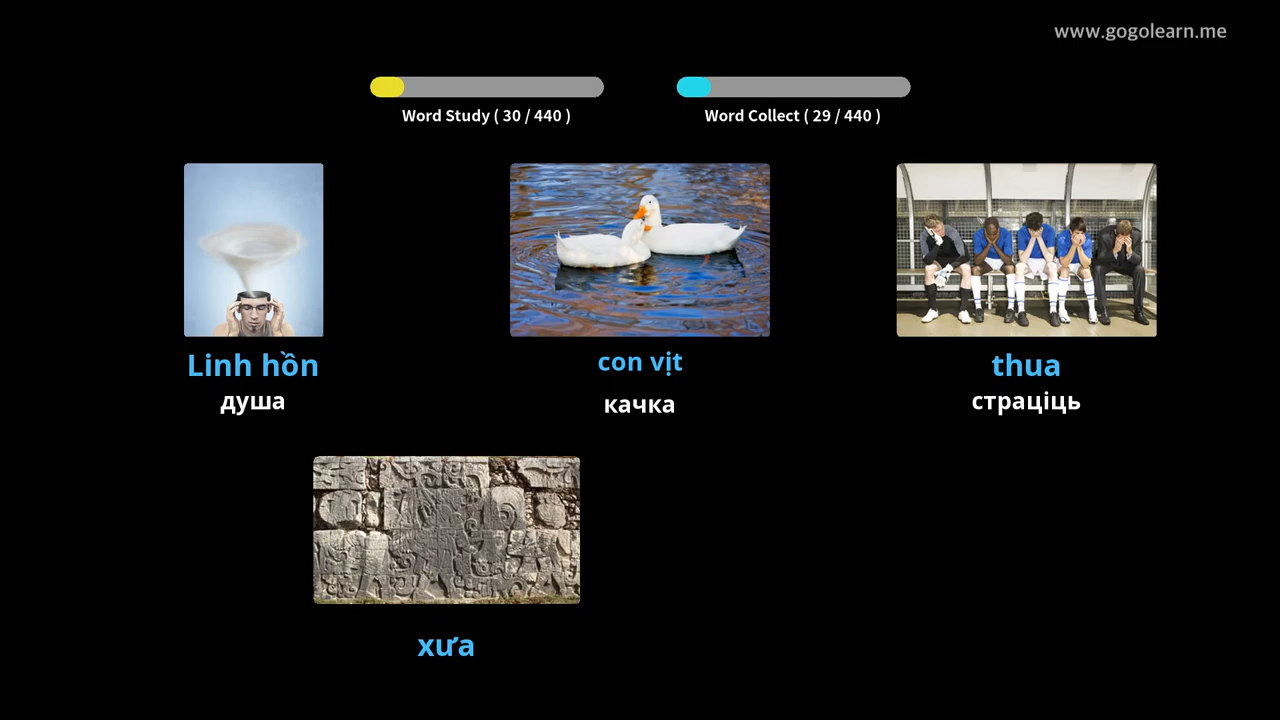 www.gogolearn.me
Word Study ( 30 / 440 )
Word Collect ( 29 / 440 )
Linh hồn
душа
con vịt
качка
thua
страціць
xưa